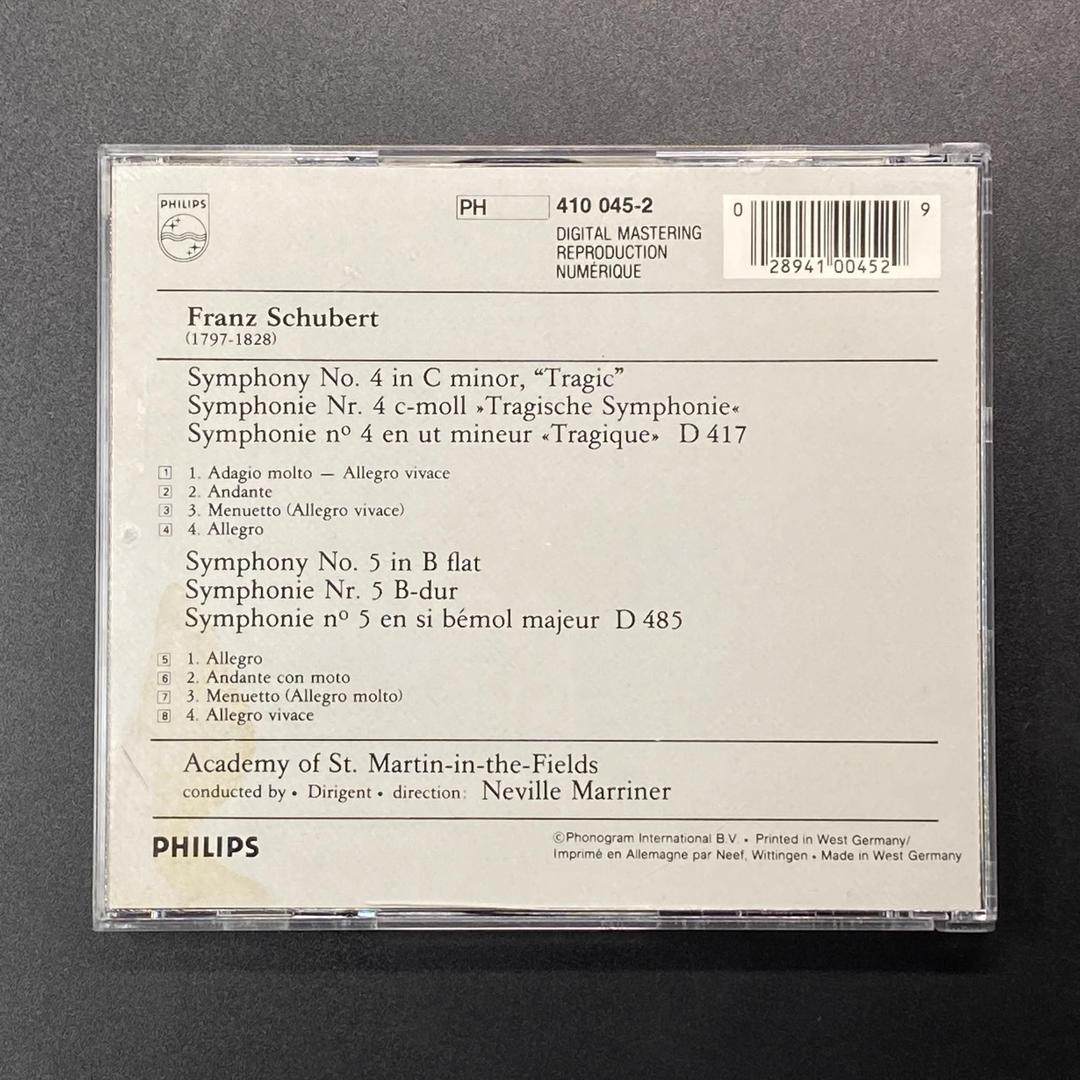 PHILIPS
PH 410 045-2
DIGITAL MASTERING
REPRODUCTION
NUMÉRIQUE
0 28941 00452 9
Franz Schubert
(1797-1828)
Symphony No. 4 in C minor, “Tragic”
Symphonie Nr. 4 c-moll »Tragische Symphonie«
Symphonie nº 4 en ut mineur «Tragique» D 417
1 1. Adagio molto — Allegro vivace
2 2. Andante
3 3. Menuetto (Allegro vivace)
4 4. Allegro
Symphony No. 5 in B flat
Symphonie Nr. 5 B-dur
Symphonie nº 5 en si bémol majeur D 485
5 1. Allegro
6 2. Andante con moto
7 3. Menuetto (Allegro molto)
8 4. Allegro vivace
Academy of St. Martin-in-the-Fields
conducted by • Dirigent • direction: Neville Marriner
PHILIPS
©Phonogram International B.V. • Printed in West Germany/
Imprimé en Allemagne par Neef, Wittingen • Made in West Germany